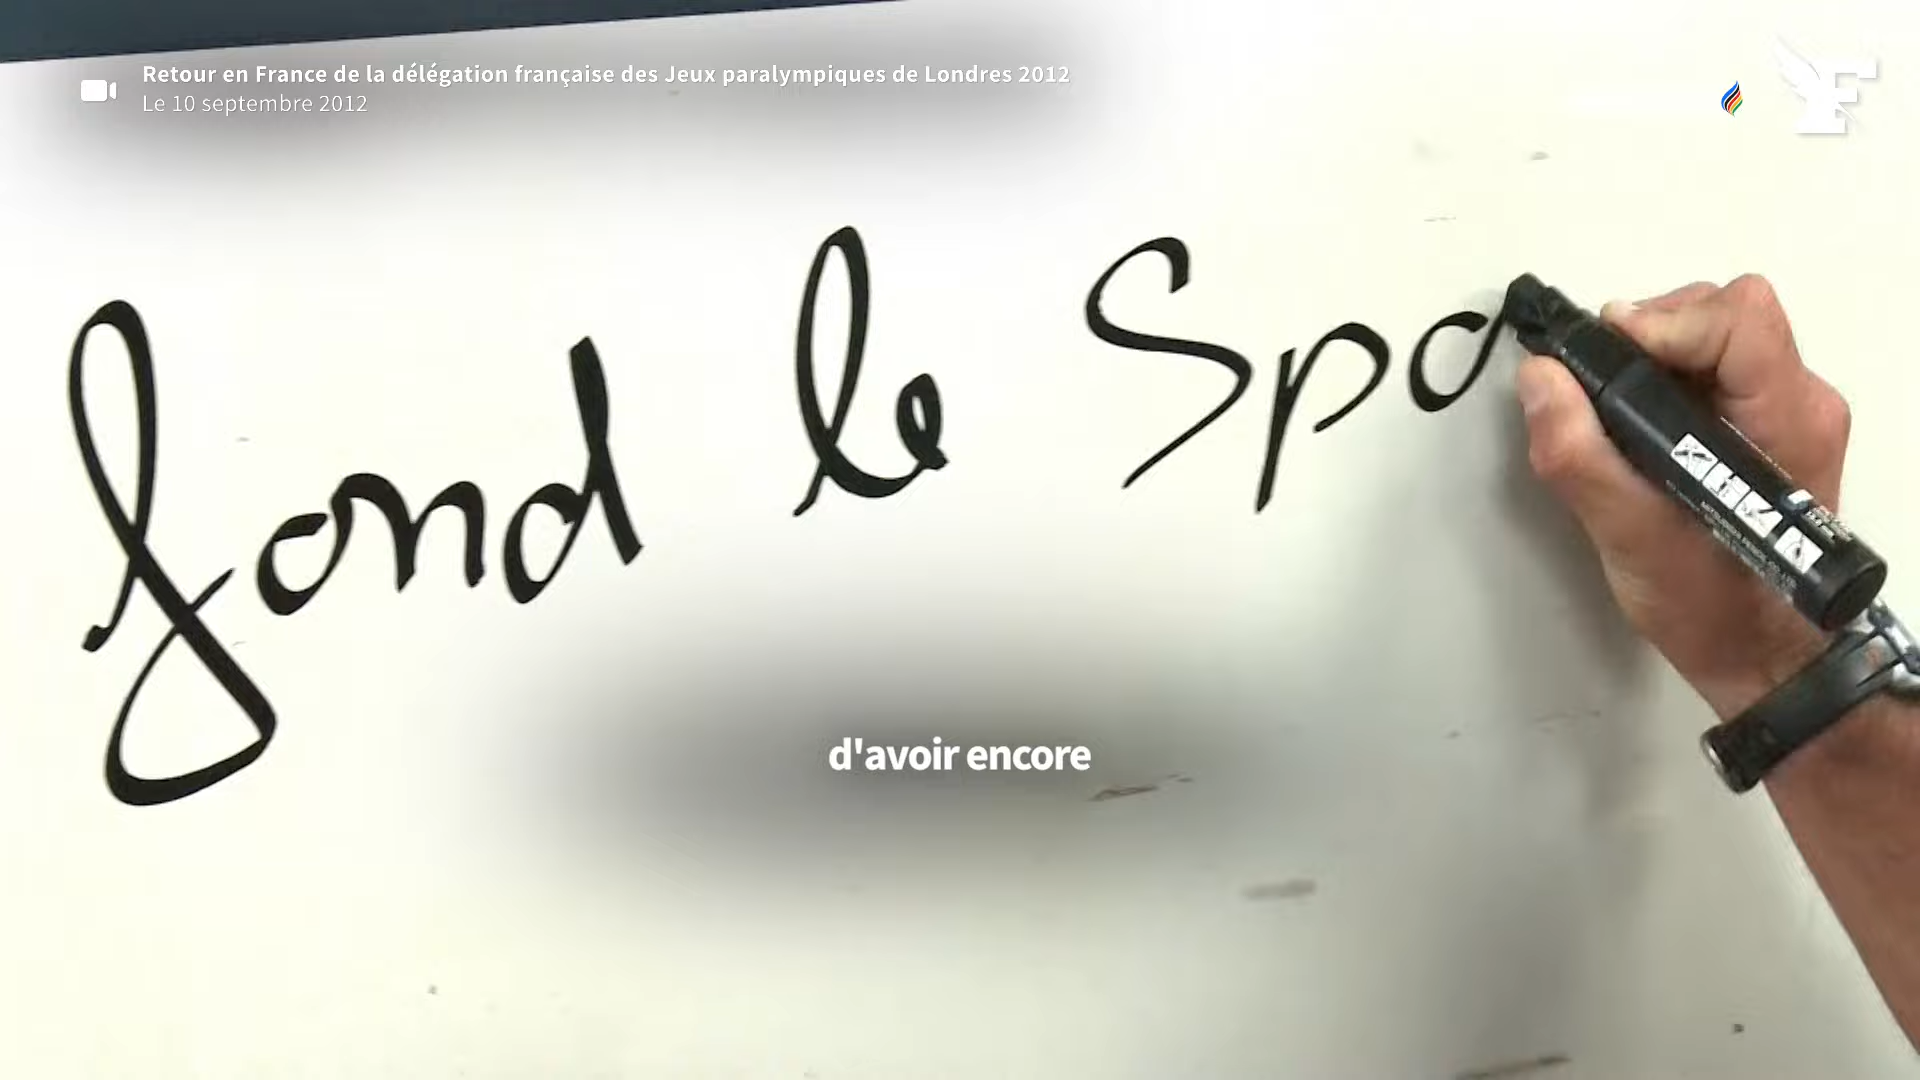 Retour en France de la délégation française des Jeux paralympiques de Londres 2012
Le 10 septembre 2012
F
fond le Spo
d'avoir encore